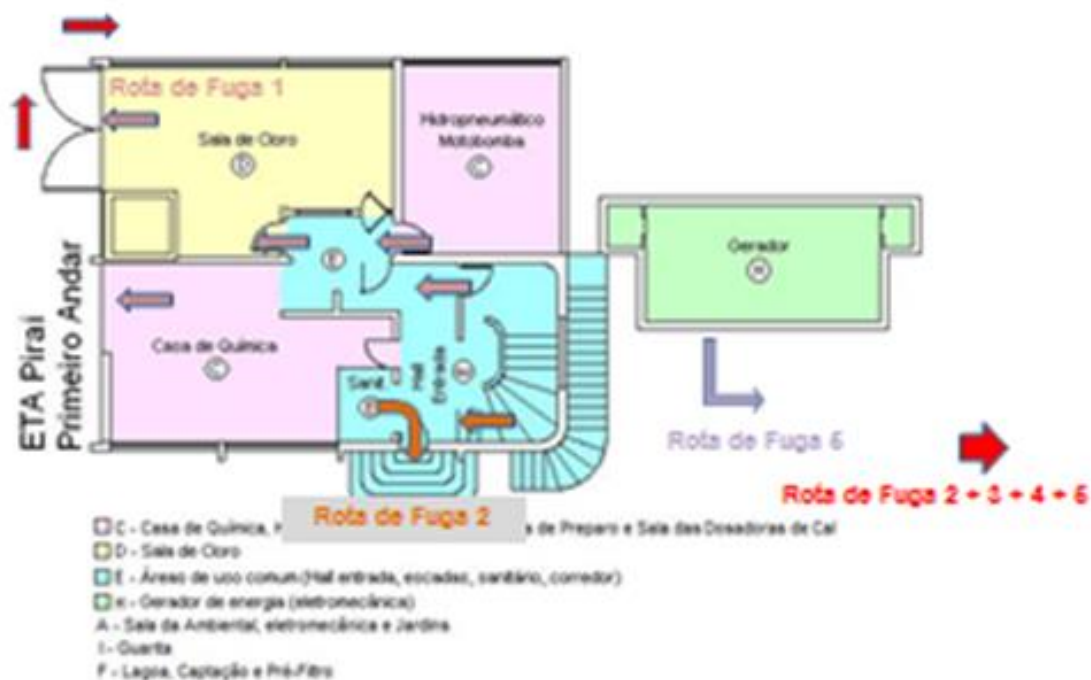 Rota de Fuga 1
Sala de Cloro
D
Hidropneumático
Motobomba
C
Gerador
H
E
ETA Piraí
Primeiro Andar
Casa de Química
C
Sanit.
Hall
Entrada
Rota de Fuga 5
Rota de Fuga 2 + 3 + 4 + 5
Rota de Fuga 2
C - Casa de Química, H s de Preparo e Sala das Dosadoras de Cal
D - Sala de Cloro
E - Áreas de uso comum (Hall entrada, escadas, sanitário, corredor)
H - Gerador de energia (eletromecânica)
A - Sala da Ambiental, eletromecânica e Jardins
I - Guarita
F - Lagoa, Captação e Pré-Filtro